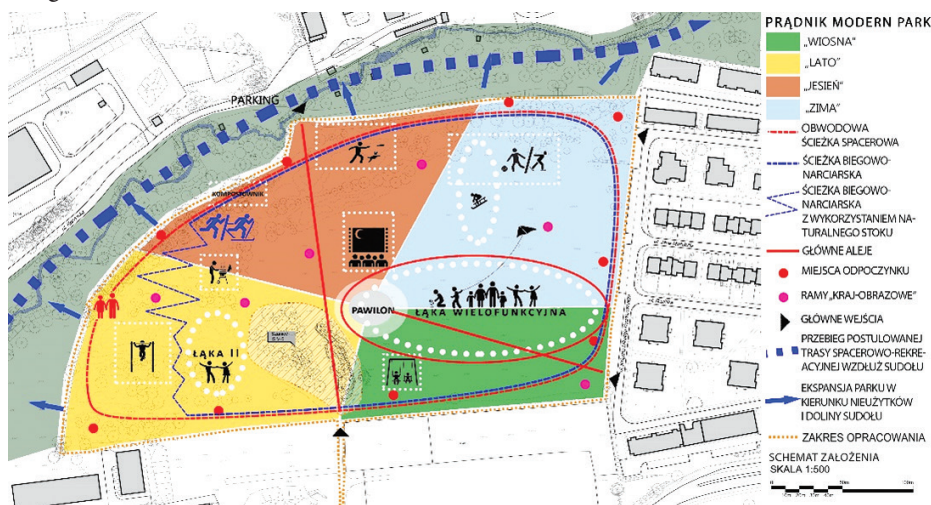 PRĄDNIK MODERN PARK
„WIOSNA”
„LATO”
„JESIEŃ”
„ZIMA”
OBWODOWA
ŚCIEŻKA SPACEROWA
ŚCIEŻKA BIEGOWO-
NARCIARSKA
ŚCIEŻKA BIEGOWO-
NARCIARSKA
Z WYKORZYSTANIEM NA-
TURALNEGO STOKU
GŁÓWNE ALEJE
MIEJSCA ODPOCZYNKU
RAMY „KRAJ-OBRAZOWE”
GŁÓWNE WEJŚCIA
PRZEBIEG POSTULOWANEJ
TRASY SPACEROWO-REKRE-
ACYJNEJ WZDŁUŻ SUDOŁU
EKSPANSJA PARKU W
KIERUNKU NIEUŻYTKÓW
I DOLINY SUDOŁU
ZAKRES OPRACOWANIA
SCHEMAT ZAŁOŻENIA
SKALA 1:500
PARKING
KOMPOSTOWNIK
PAWILON
ŁĄKA WIELOFUNKCYJNA
ŁĄKA II